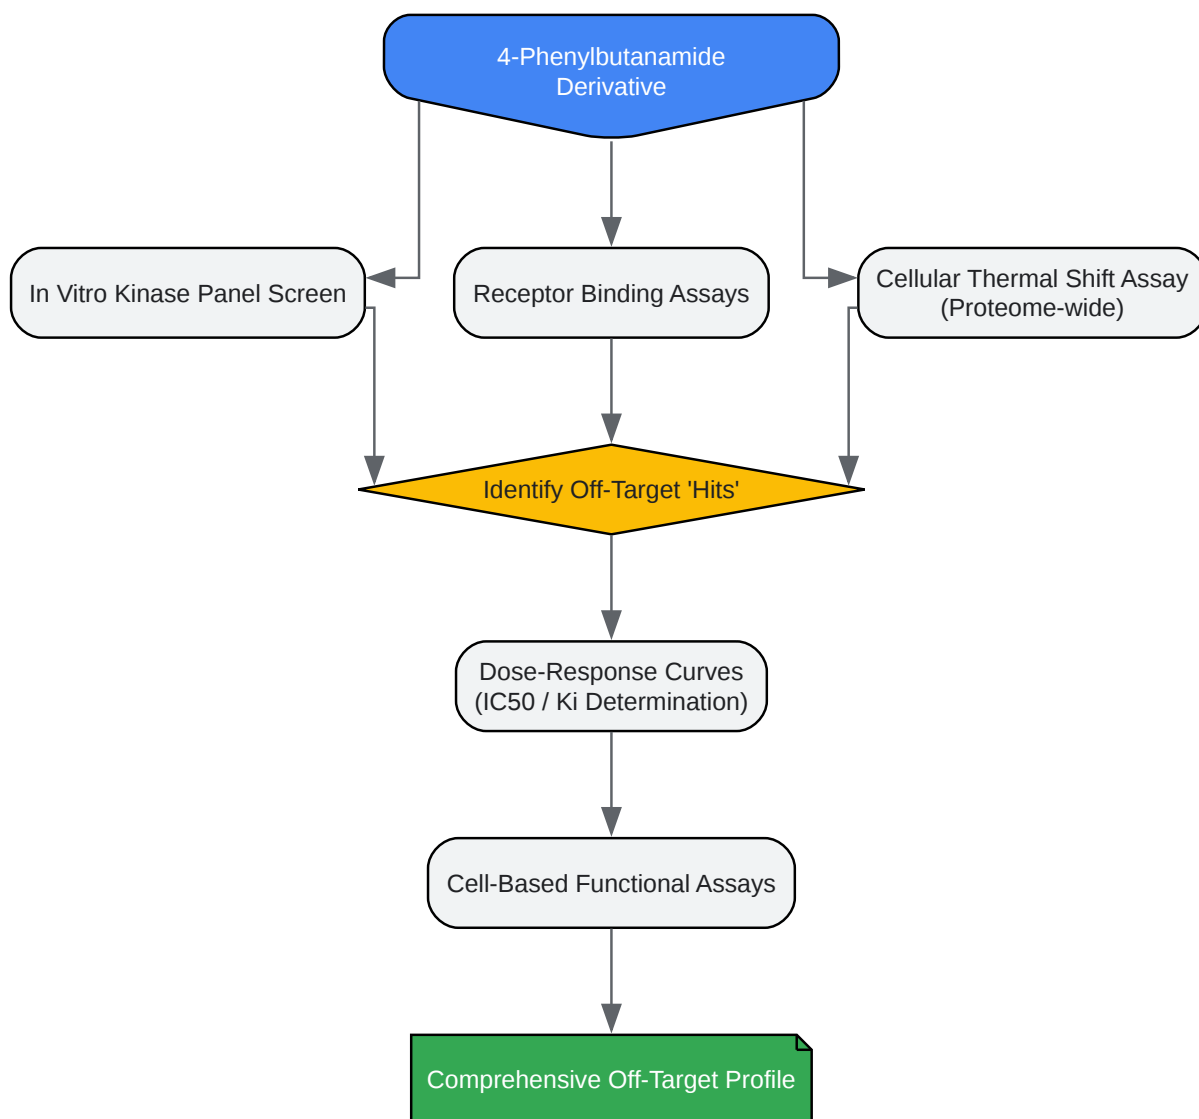 4-Phenylbutanamide
Derivative
In Vitro Kinase Panel Screen
Receptor Binding Assays
Cellular Thermal Shift Assay
(Proteome-wide)
Identify Off-Target 'Hits'
Dose-Response Curves
(IC50 / Ki Determination)
Cell-Based Functional Assays
Comprehensive Off-Target Profile